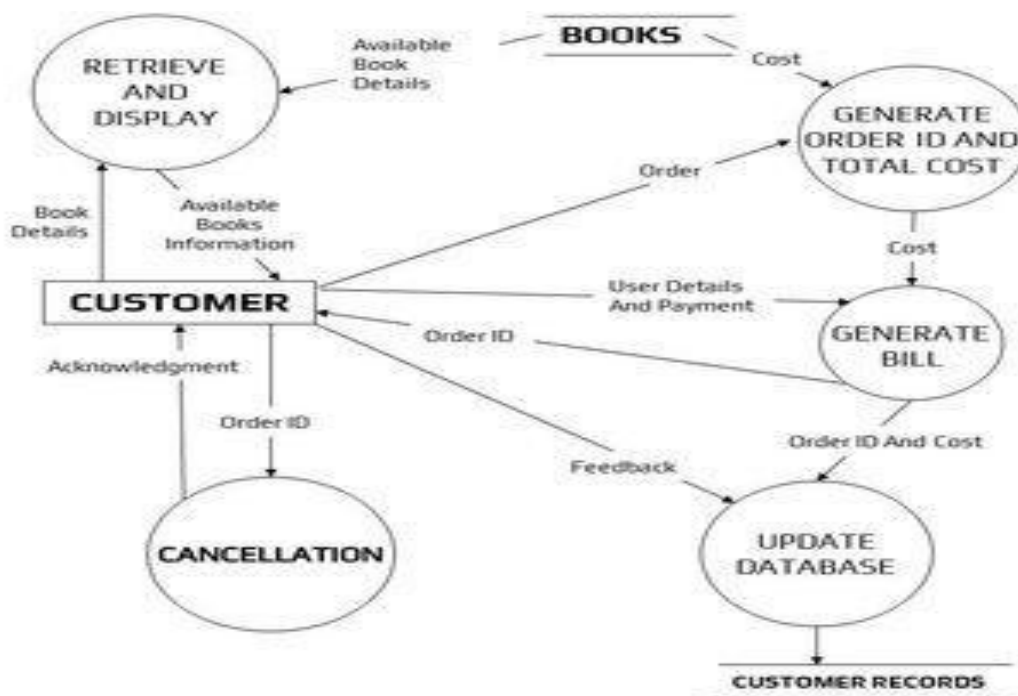 Available
Book
Details
BOOKS
Cost
RETRIEVE
AND
DISPLAY
GENERATE
ORDER ID AND
TOTAL COST
Order
Book
Details
Available
Books
Information
Cost
CUSTOMER
User Details
And Payment
Order ID
GENERATE
BILL
Acknowledgment
Order ID
Order ID And Cost
Feedback
CANCELLATION
UPDATE
DATABASE
CUSTOMER RECORDS